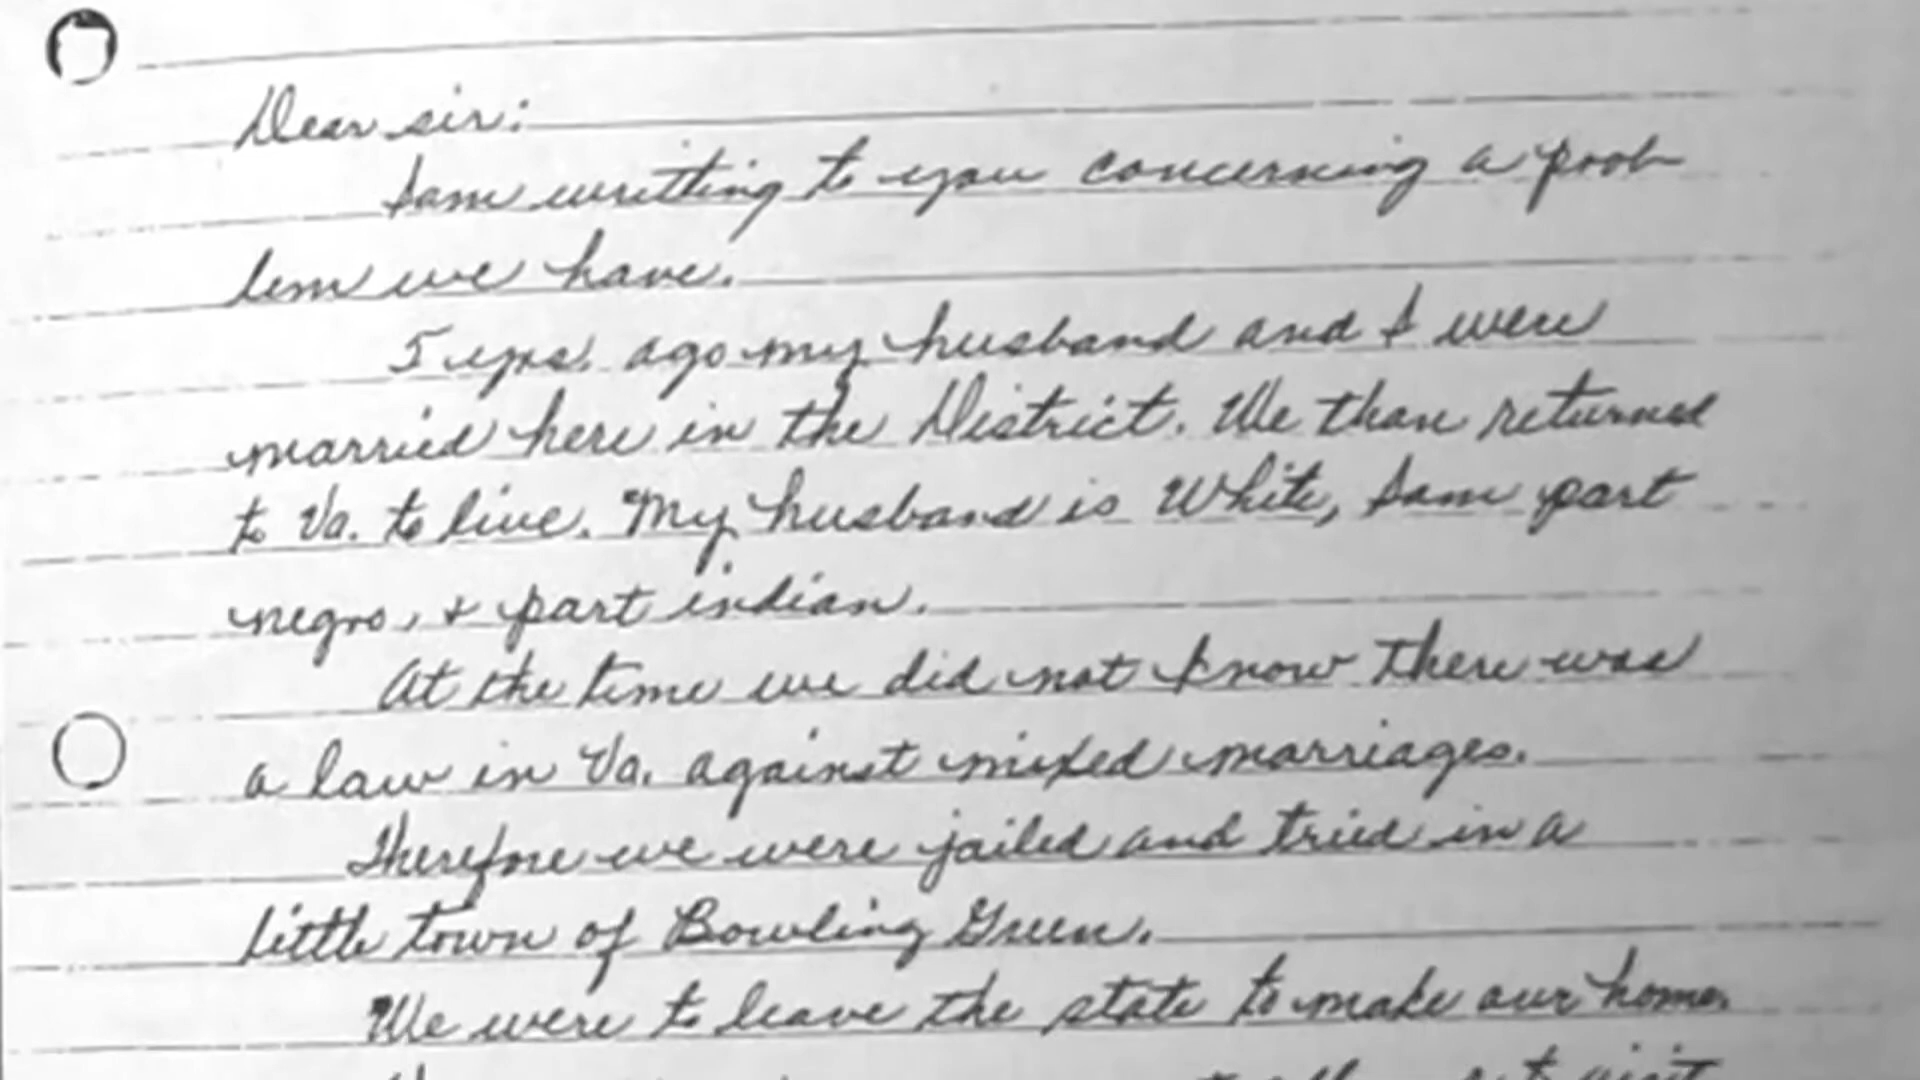 Dear sir:
I am writting to you concerning a prob
lem we have.
5 yrs. ago my husband and I were
married here in the District. We than returned
to Va. to live. My husband is White, I am part
negro, & part indian.
At the time we did not know there was
a law in Va. against mixed marriages.
Therefore we were jailed and tried in a
little town of Bowling Green.
We were to leave the state to make our home.
visit